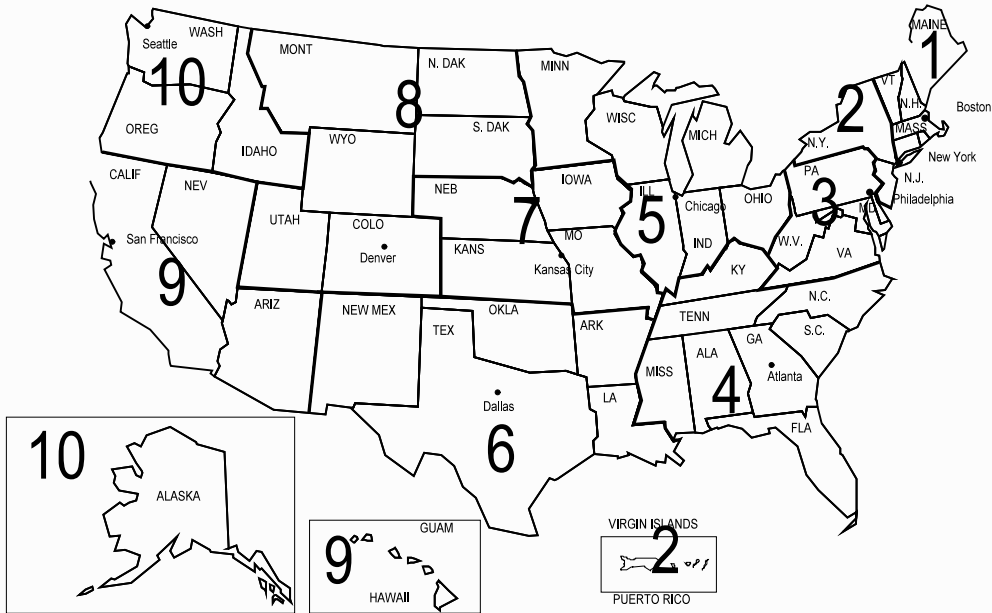 MAINE
WASH
Seattle
MONT
N. DAK
MINN
1
10
8
VT
2
N.H.
Boston
OREG
S. DAK
WISC
MICH
MASS
WYO
IDAHO
N.Y.
New York
CALIF
NEV
NEB
IOWA
PA
N.J.
ILL
Chicago
OHIO
3
Philadelphia
MD
UTAH
COLO
7
5
San Francisco
Denver
KANS
MO
IND
W.V.
VA
Kansas City
KY
9
ARIZ
NEW MEX
OKLA
N.C.
TENN
TEX
ARK
S.C.
GA
ALA
MISS
Atlanta
LA
4
Dallas
FLA
6
10
ALASKA
GUAM
9
HAWAII
VIRGIN ISLANDS
2
PUERTO RICO